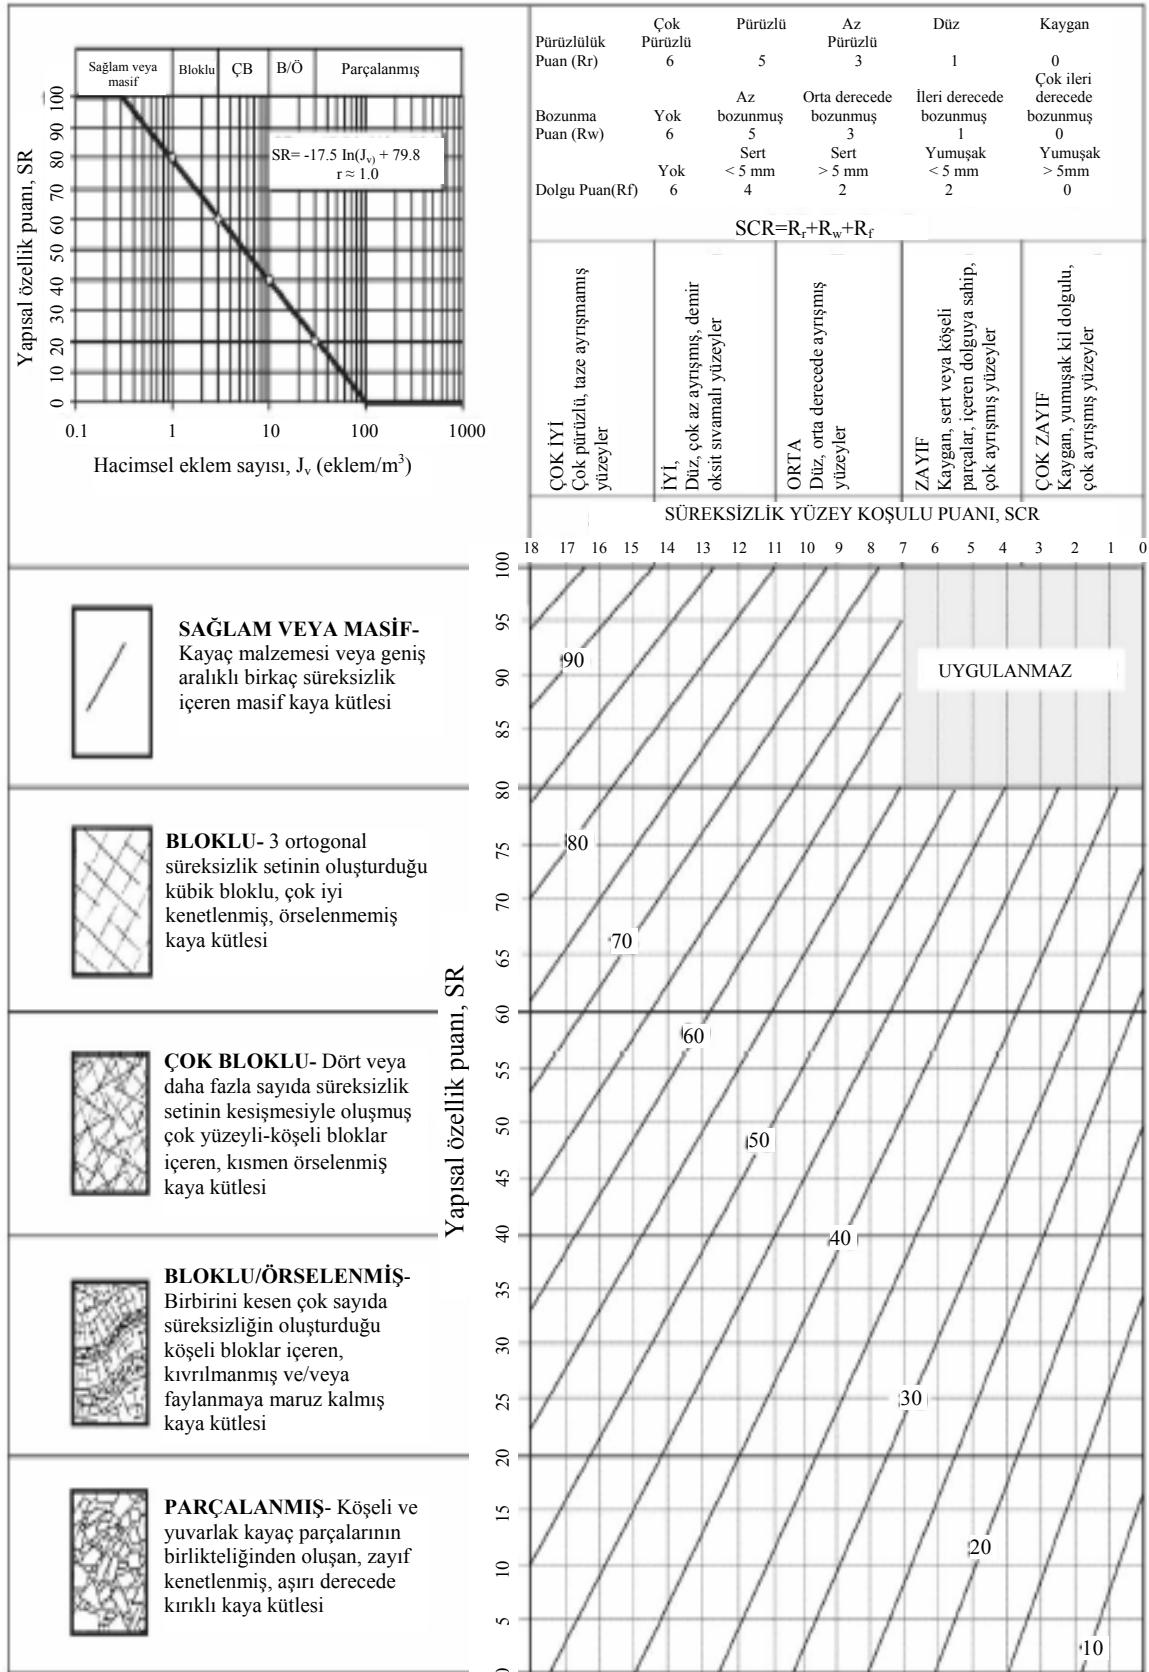 Sağlam veya
masif
Bloklu
ÇB
B/Ö
Parçalanmış
Yapısal özellik puanı, SR
100
90
80
70
60
50
40
30
20
10
0
SR= -17.5 In(Jv) + 79.8
r ≈ 1.0
0.1 1 10 100 1000
Hacimsel eklem sayısı, Jv (eklem/m3)
Çok Pürüzlü Az Düz Kaygan
Pürüzlülük Pürüzlü Pürüzlü
Puan (Rr) 6 5 3 1 0
Çok ileri
Az Orta derecede İleri derecede derecede
Bozunma Yok bozunmuş bozunmuş bozunmuş bozunmuş
Puan (Rw) 6 5 3 1 0
Sert Sert Yumuşak Yumuşak
Yok < 5 mm > 5 mm < 5 mm > 5mm
Dolgu Puan(Rf) 6 4 2 2 0
SCR=Rr+Rw+Rf
ÇOK İYİ
Çok pürüzlü, taze ayrışmamış
yüzeyler
İYİ,
Düz, çok az ayrışmış, demir
oksit sıvamalı yüzeyler
ORTA
Düz, orta derecede ayrışmış
yüzeyler
ZAYIF
Kaygan, sert veya köşeli
parçalar, içeren dolguya sahip,
çok ayrışmış yüzeyler
ÇOK ZAYIF
Kaygan, yumuşak kil dolgulu,
çok ayrışmış yüzeyler
SÜREKSİZLİK YÜZEY KOŞULU PUANI, SCR
18 17 16 15 14 13 12 11 10 9 8 7 6 5 4 3 2 1 0
SAĞLAM VEYA MASİF-
Kayaç malzemesi veya geniş
aralıklı birkaç süreksizlik
içeren masif kaya kütlesi
BLOKLU- 3 ortogonal
süreksizlik setinin oluşturduğu
kübik bloklu, çok iyi
kenetlenmiş, örselenmemiş
kaya kütlesi
ÇOK BLOKLU- Dört veya
daha fazla sayıda süreksizlik
setinin kesişmesiyle oluşmuş
çok yüzeyli-köşeli bloklar
içeren, kısmen örselenmiş
kaya kütlesi
BLOKLU/ÖRSELENMİŞ-
Birbirini kesen çok sayıda
süreksizliğin oluşturduğu
köşeli bloklar içeren,
kıvrılmanmış ve/veya
faylanmaya maruz kalmış
kaya kütlesi
PARÇALANMIŞ- Köşeli ve
yuvarlak kayaç parçalarının
birlikteliğinden oluşan, zayıf
kenetlenmiş, aşırı derecede
kırıklı kaya kütlesi
Yapısal özellik puanı, SR
100
95
90
85
80
75
70
65
60
55
50
45
40
35
30
25
20
15
10
5
0
UYGULANMAZ
90
80
70
60
50
40
30
20
10